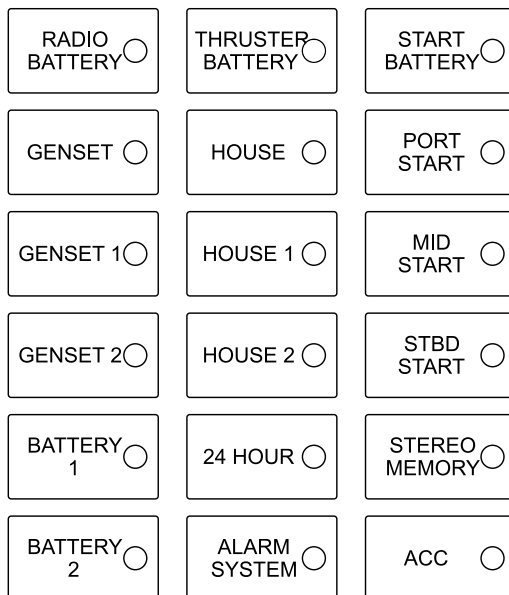 RADIO
BATTERY
THRUSTER
BATTERY
START
BATTERY
GENSET
HOUSE
PORT
START
GENSET 1
HOUSE 1
MID
START
GENSET 2
HOUSE 2
STBD
START
BATTERY
1
24 HOUR
STEREO
MEMORY
BATTERY
2
ALARM
SYSTEM
ACC